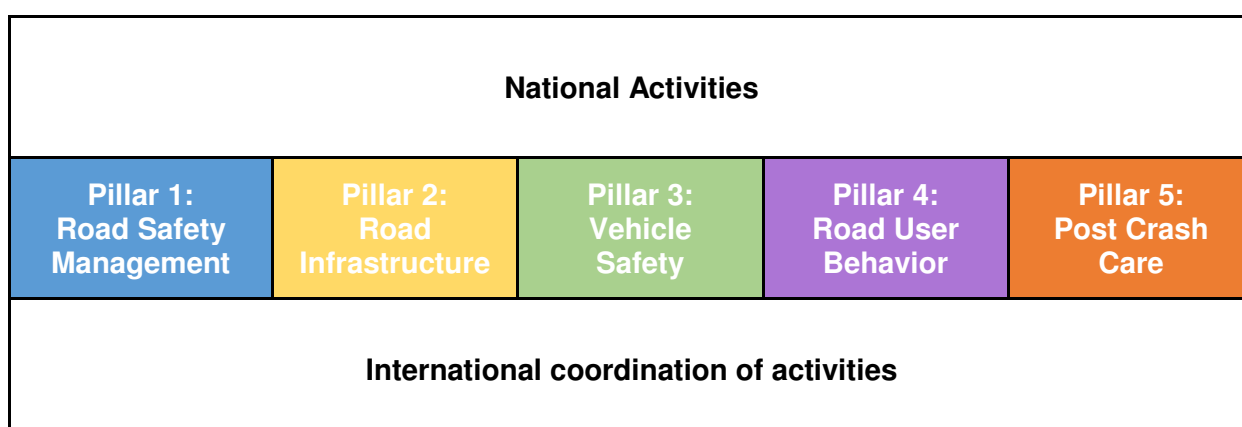 National Activities
Pillar 1:
Road Safety
Management
Pillar 2:
Road
Infrastructure
Pillar 3:
Vehicle
Safety
Pillar 4:
Road User
Behavior
Pillar 5:
Post Crash
Care
International coordination of activities